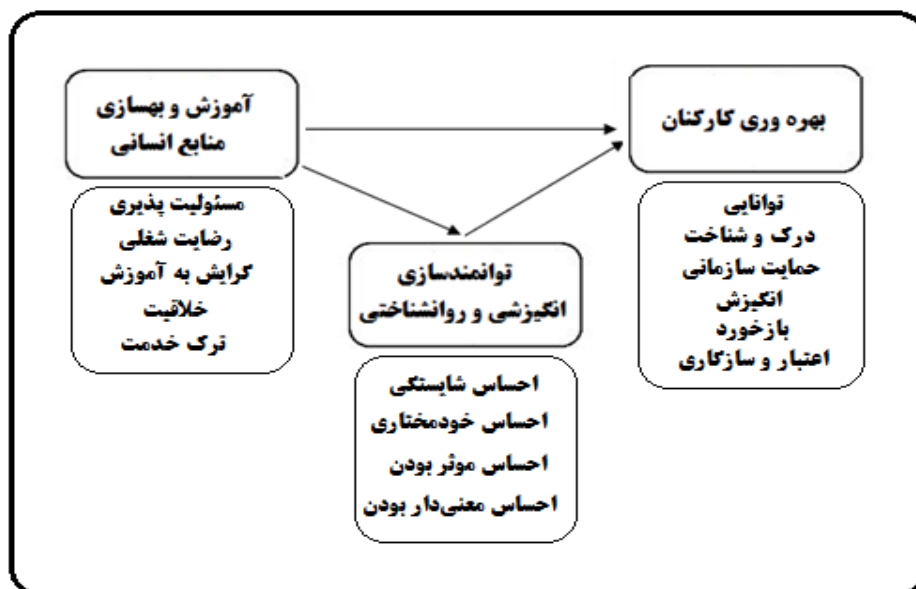 آموزش و بهسازی
منابع انسانی
مسئولیت پذیری
رضایت شغلی
گرایش به آموزش
خلاقیت
ترک خدمت
توانمندسازی
انگیزشی و روانشناختی
احساس شایستگی
احساس خودمختاری
احساس موثر بودن
احساس معنی‌دار بودن
بهره وری کارکنان
توانایی
درک و شناخت
حمایت سازمانی
انگیزش
بازخورد
اعتبار و سازکاری